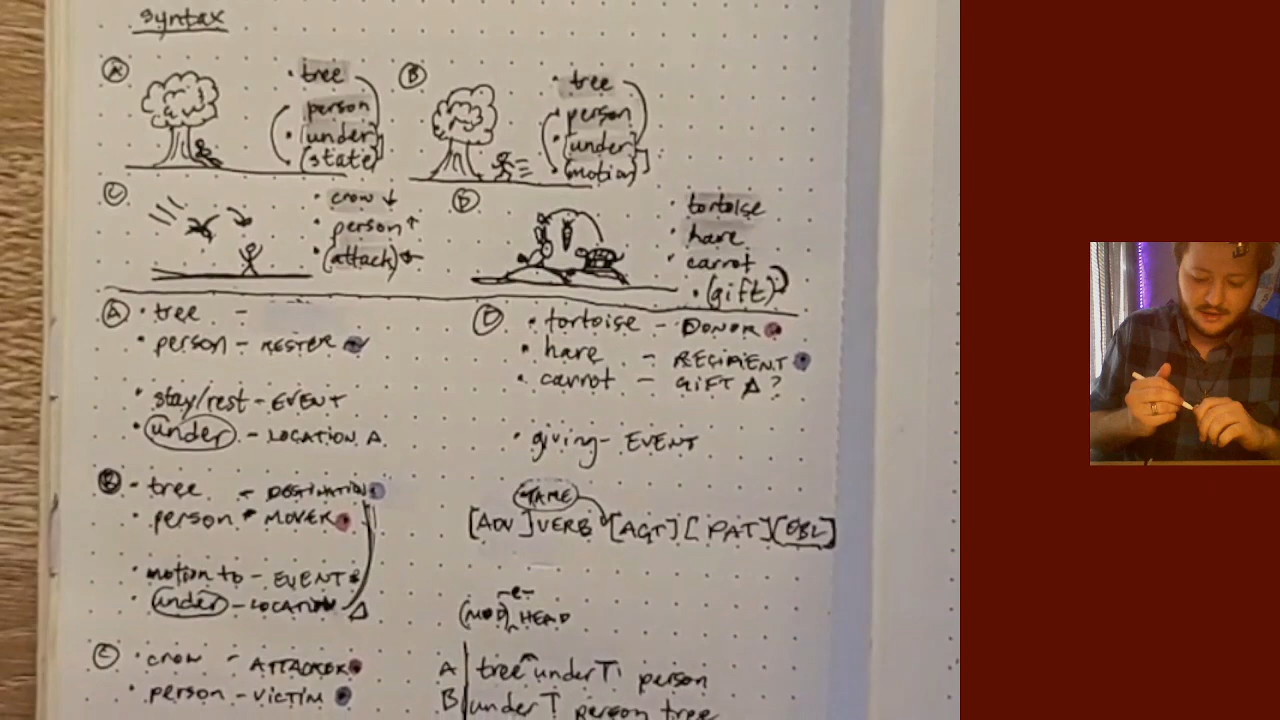 syntax
A
· tree
person
· (under)
(state)
B
· tree
person
· (under)
(motion)
C
· crow ↓
· person ↑
· (attack)
D
· tortoise
· hare
· carrot
· (gift)
A · tree -
· person - RESTER
· stay/rest - EVENT
· under - LOCATION Δ
B - tree - DESTINATION
· person - MOVER
· motion to - EVENT
· under - LOCATION Δ
C · crow - ATTACKER
· person - VICTIM
D · tortoise - DONOR
· hare - RECIPIENT
· carrot - GIFT Δ ?
· giving - EVENT
TAME
[ADV] VERB [AGT] [PAT] [OBL]
-e-
(MOD) HEAD
A tree under T person
B under T person tree